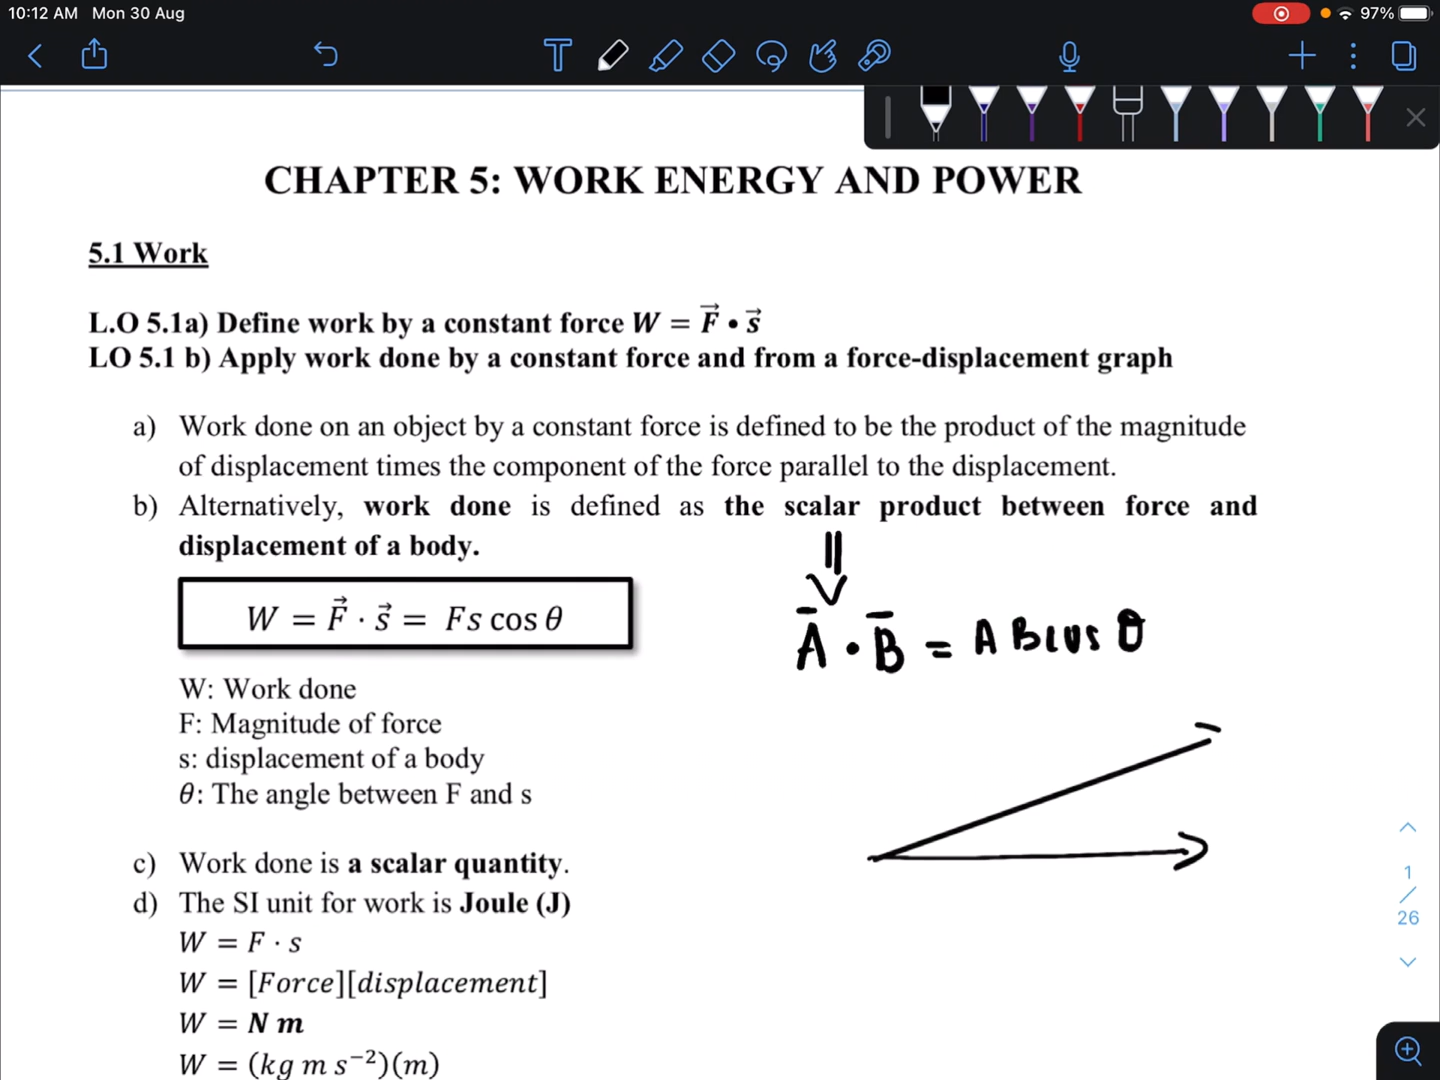 10:12 AM Mon 30 Aug
97%
CHAPTER 5: WORK ENERGY AND POWER
5.1 Work
L.O 5.1a) Define work by a constant force W = F⃗ • s⃗
LO 5.1 b) Apply work done by a constant force and from a force-displacement graph
a) Work done on an object by a constant force is defined to be the product of the magnitude
of displacement times the component of the force parallel to the displacement.
b) Alternatively, work done is defined as the scalar product between force and
displacement of a body.
W = F⃗ · s⃗ = Fs cos θ
A̅ • B̅ = A B cos θ
W: Work done
F: Magnitude of force
s: displacement of a body
θ: The angle between F and s
c) Work done is a scalar quantity.
d) The SI unit for work is Joule (J)
W = F · s
W = [Force][displacement]
W = N m
W = (kg m s⁻²)(m)
1
/
26